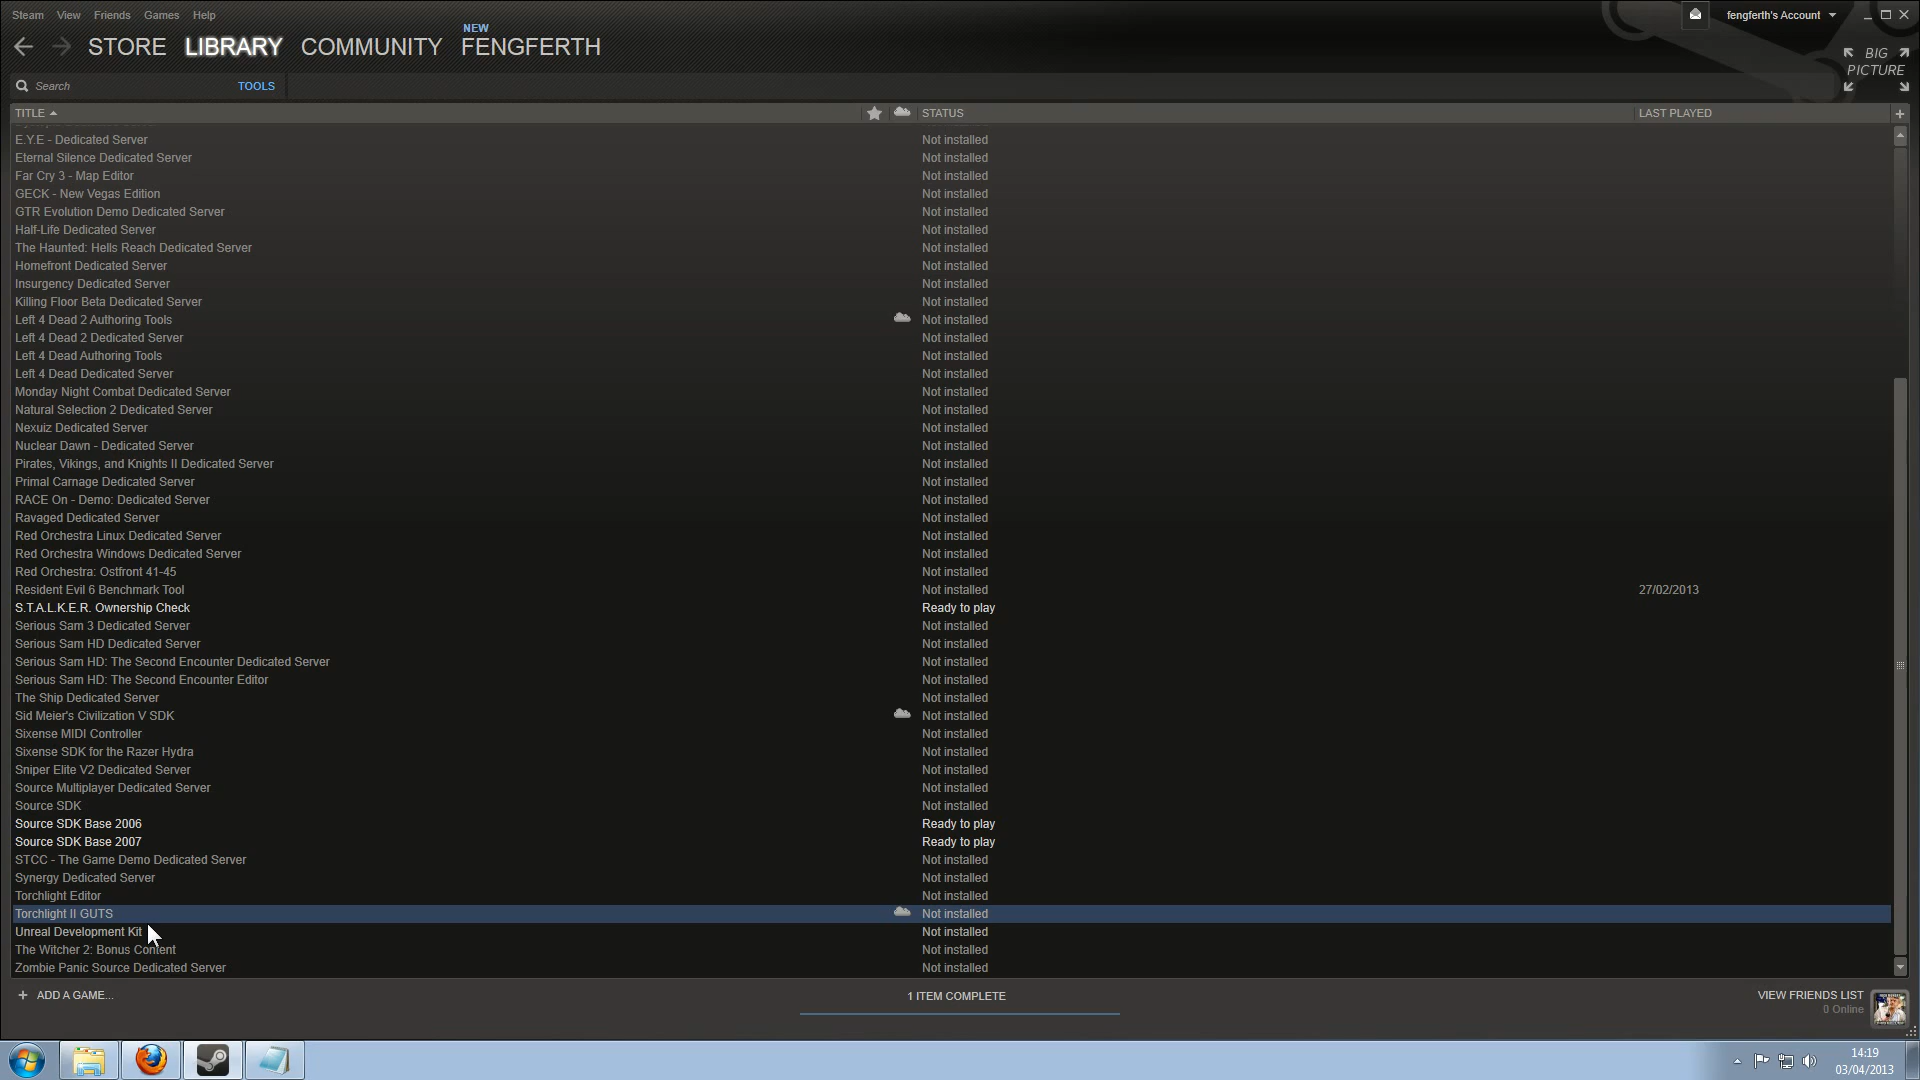 Steam View Friends Games Help
fengferth's Account
NEW
STORE LIBRARY COMMUNITY FENGFERTH
BIG
PICTURE
Search TOOLS
TITLE STATUS LAST PLAYED
E.Y.E - Dedicated Server Not installed
Eternal Silence Dedicated Server Not installed
Far Cry 3 - Map Editor Not installed
GECK - New Vegas Edition Not installed
GTR Evolution Demo Dedicated Server Not installed
Half-Life Dedicated Server Not installed
The Haunted: Hells Reach Dedicated Server Not installed
Homefront Dedicated Server Not installed
Insurgency Dedicated Server Not installed
Killing Floor Beta Dedicated Server Not installed
Left 4 Dead 2 Authoring Tools Not installed
Left 4 Dead 2 Dedicated Server Not installed
Left 4 Dead Authoring Tools Not installed
Left 4 Dead Dedicated Server Not installed
Monday Night Combat Dedicated Server Not installed
Natural Selection 2 Dedicated Server Not installed
Nexuiz Dedicated Server Not installed
Nuclear Dawn - Dedicated Server Not installed
Pirates, Vikings, and Knights II Dedicated Server Not installed
Primal Carnage Dedicated Server Not installed
RACE On - Demo: Dedicated Server Not installed
Ravaged Dedicated Server Not installed
Red Orchestra Linux Dedicated Server Not installed
Red Orchestra Windows Dedicated Server Not installed
Red Orchestra: Ostfront 41-45 Not installed
Resident Evil 6 Benchmark Tool Not installed 27/02/2013
S.T.A.L.K.E.R. Ownership Check Ready to play
Serious Sam 3 Dedicated Server Not installed
Serious Sam HD Dedicated Server Not installed
Serious Sam HD: The Second Encounter Dedicated Server Not installed
Serious Sam HD: The Second Encounter Editor Not installed
The Ship Dedicated Server Not installed
Sid Meier's Civilization V SDK Not installed
Sixense MIDI Controller Not installed
Sixense SDK for the Razer Hydra Not installed
Sniper Elite V2 Dedicated Server Not installed
Source Multiplayer Dedicated Server Not installed
Source SDK Not installed
Source SDK Base 2006 Ready to play
Source SDK Base 2007 Ready to play
STCC - The Game Demo Dedicated Server Not installed
Synergy Dedicated Server Not installed
Torchlight Editor Not installed
Torchlight II GUTS Not installed
Unreal Development Kit Not installed
The Witcher 2: Bonus Content Not installed
Zombie Panic Source Dedicated Server Not installed
+ ADD A GAME... 1 ITEM COMPLETE VIEW FRIENDS LIST
0 Online
14:19
03/04/2013